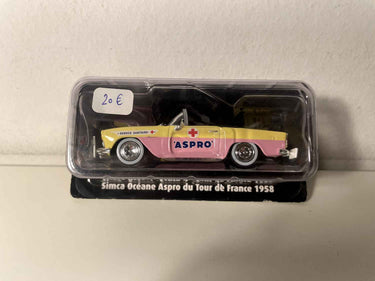 20 €
SERVICE SANITAIRE
ASPRO
Simca Océane Aspro du Tour de France 1958